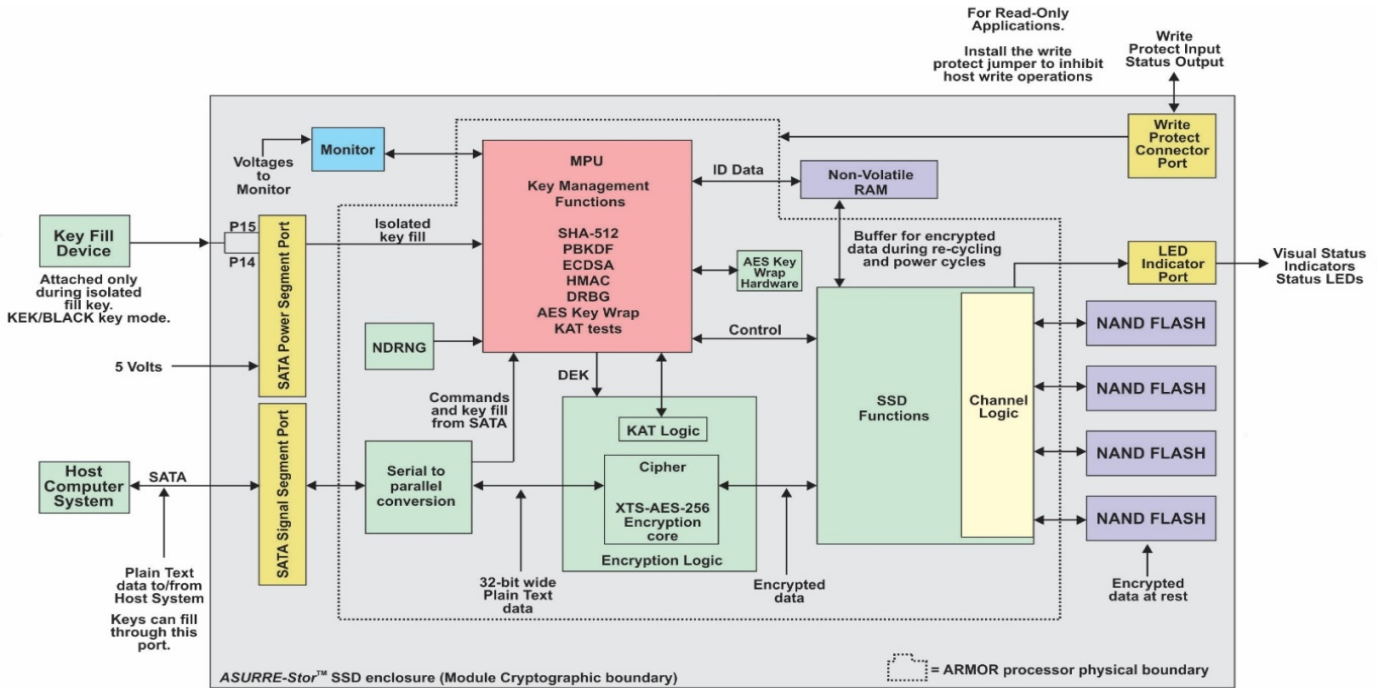 For Read-Only
Applications.
Install the write
protect jumper to inhibit
host write operations
Write
Protect Input
Status Output
Write
Protect
Connector
Port
Voltages
to
Monitor
Monitor
MPU
Key Management
Functions
SHA-512
PBKDF
ECDSA
HMAC
DRBG
AES Key Wrap
KAT tests
ID Data
Non-Volatile
RAM
Key Fill
Device
Attached only
during isolated
fill key.
KEK/BLACK key mode.
P15
P14
SATA Power Segment Port
Isolated
key fill
Buffer for encrypted
data during re-cycling
and power cycles
AES Key
Wrap
Hardware
LED
Indicator
Port
Visual Status
Indicators
Status LEDs
5 Volts
NDRNG
Control
DEK
Commands
and key fill
from SATA
SSD
Functions
Channel
Logic
NAND FLASH
NAND FLASH
NAND FLASH
NAND FLASH
Encrypted
data at rest
Host
Computer
System
SATA
Plain Text
data to/from
Host System
Keys can fill
through this
port.
SATA Signal Segment Port
Serial to
parallel
conversion
KAT Logic
Cipher
XTS-AES-256
Encryption
core
Encryption Logic
32-bit wide
Plain Text
data
Encrypted
data
ASURRE-Stor™ SSD enclosure (Module Cryptographic boundary)
= ARMOR processor physical boundary